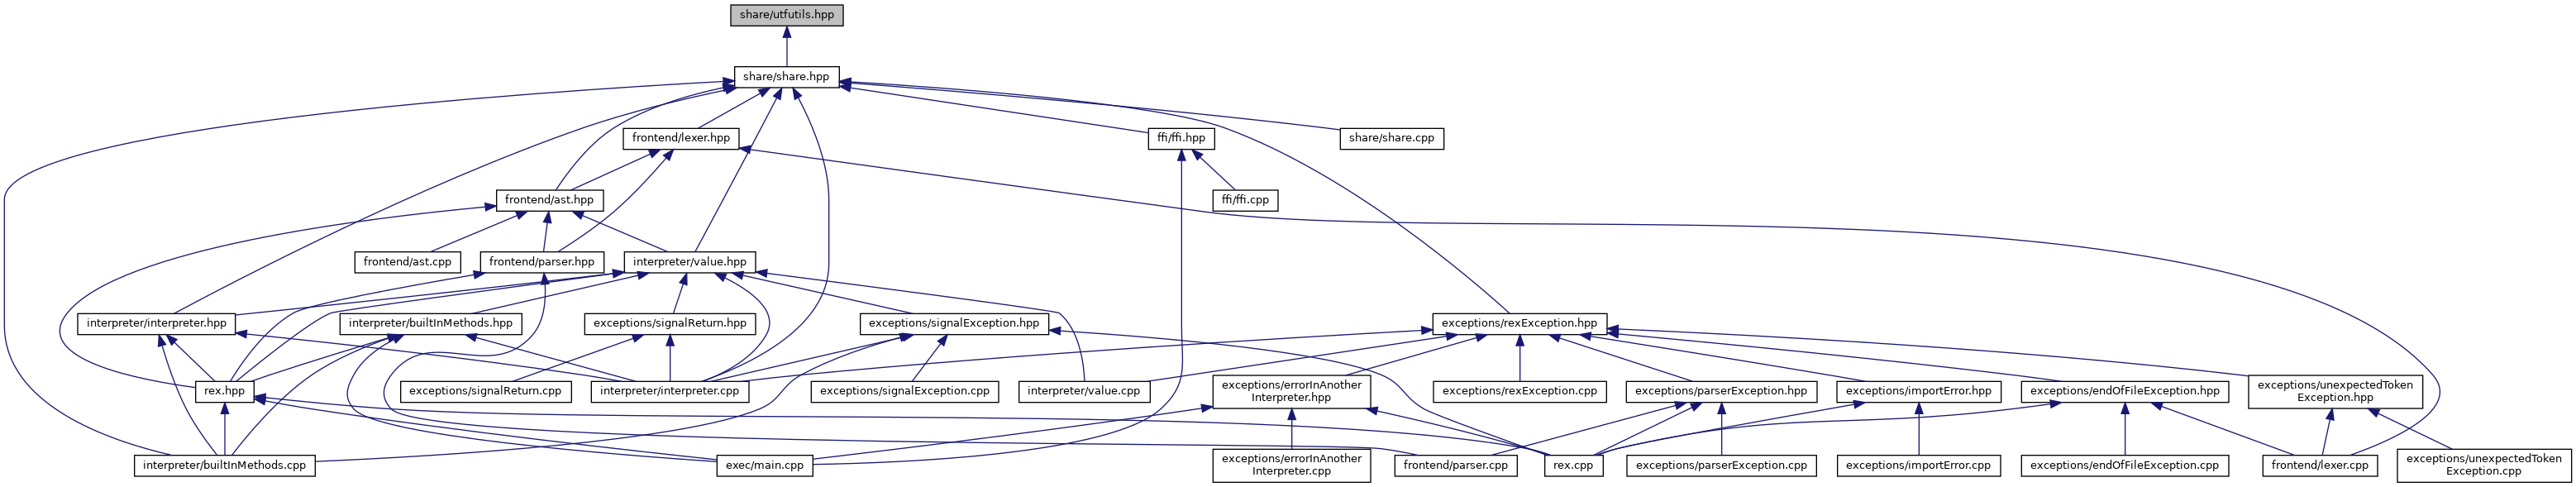 share/utfutils.hpp
share/share.hpp
frontend/lexer.hpp
ffi/ffi.hpp
share/share.cpp
frontend/ast.hpp
ffi/ffi.cpp
frontend/ast.cpp
frontend/parser.hpp
interpreter/value.hpp
interpreter/interpreter.hpp
interpreter/builtInMethods.hpp
exceptions/signalReturn.hpp
exceptions/signalException.hpp
exceptions/rexException.hpp
rex.hpp
exceptions/signalReturn.cpp
interpreter/interpreter.cpp
exceptions/signalException.cpp
interpreter/value.cpp
exceptions/errorInAnother
Interpreter.hpp
exceptions/rexException.cpp
exceptions/parserException.hpp
exceptions/importError.hpp
exceptions/endOfFileException.hpp
exceptions/unexpectedToken
Exception.hpp
interpreter/builtInMethods.cpp
exec/main.cpp
exceptions/errorInAnother
Interpreter.cpp
frontend/parser.cpp
rex.cpp
exceptions/parserException.cpp
exceptions/importError.cpp
exceptions/endOfFileException.cpp
frontend/lexer.cpp
exceptions/unexpectedToken
Exception.cpp